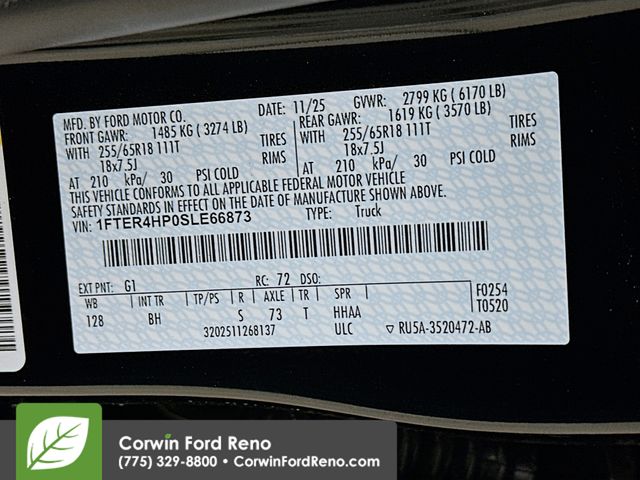 MFD. BY FORD MOTOR CO. DATE: 11/25 GVWR: 2799 KG ( 6170 LB)
FRONT GAWR: 1485 KG ( 3274 LB) REAR GAWR: 1619 KG ( 3570 LB)
WITH 255/65R18 111T TIRES WITH 255/65R18 111T TIRES
18x7.5J RIMS 18x7.5J RIMS
AT 210 kPa/ 30 PSI COLD AT 210 kPa/ 30 PSI COLD
THIS VEHICLE CONFORMS TO ALL APPLICABLE FEDERAL MOTOR VEHICLE
SAFETY STANDARDS IN EFFECT ON THE DATE OF MANUFACTURE SHOWN ABOVE.
VIN: 1FTER4HP0SLE66873 TYPE: Truck
EXT PNT: G1 RC: 72 DSO: F0254
WB INT TR TP/PS R AXLE TR SPR T0520
128 BH S 73 T HHAA
3202511268137 ULC ▽ RU5A-3520472-AB
Corwin Ford Reno
(775) 329-8800 • CorwinFordReno.com